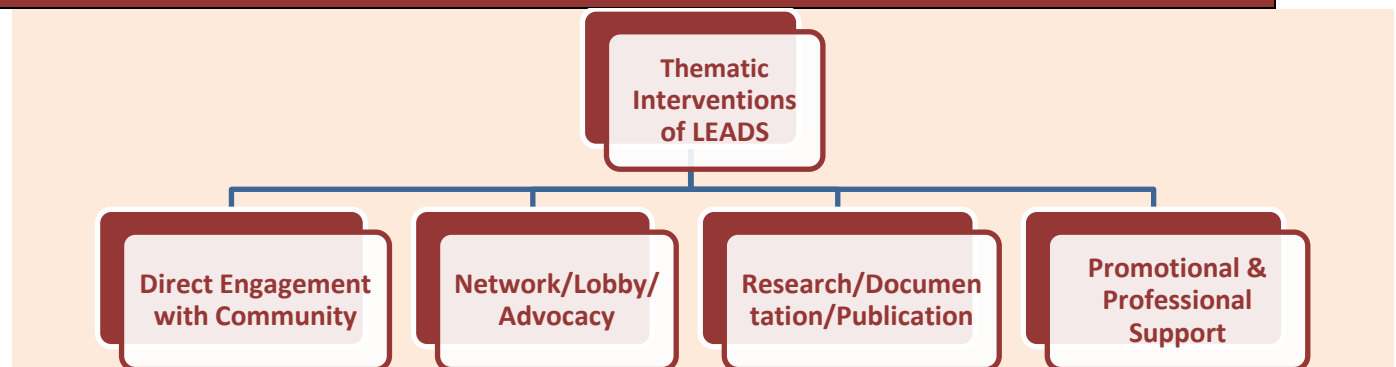 Thematic
Interventions
of LEADS
Direct Engagement
with Community
Network/Lobby/
Advocacy
Research/Documen
tation/Publication
Promotional &
Professional
Support